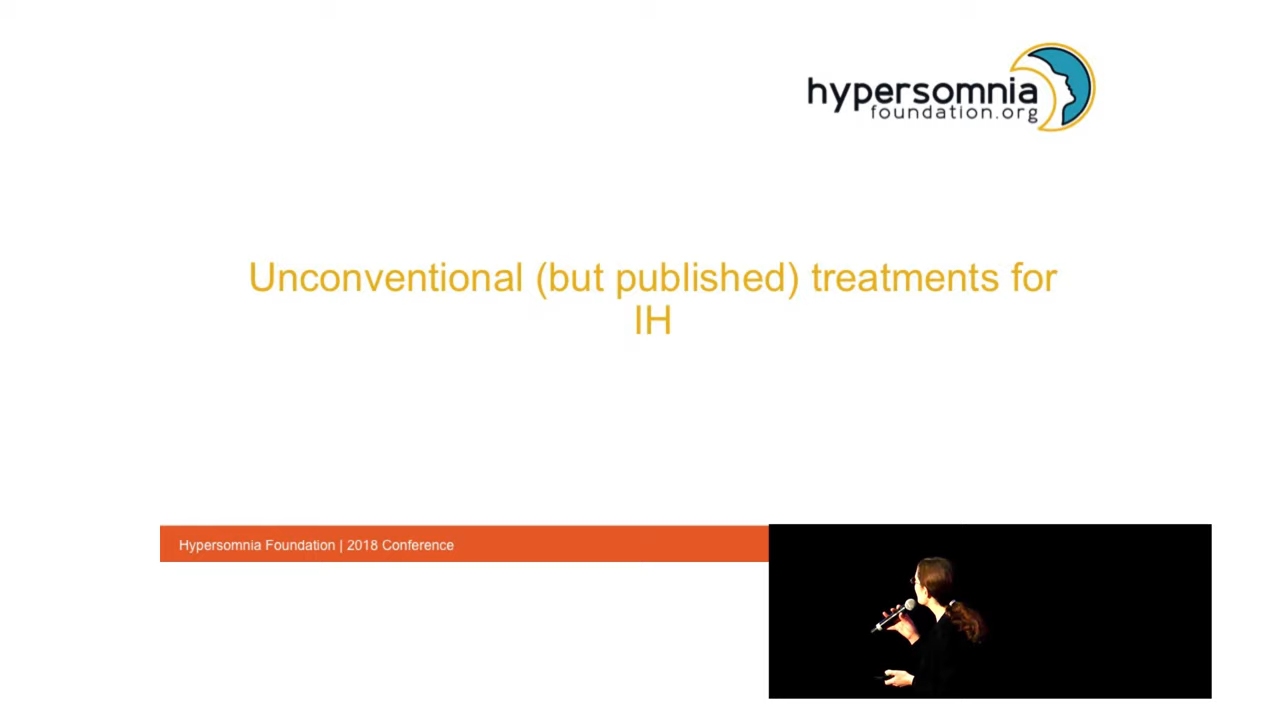 hypersomnia
foundation.org
Unconventional (but published) treatments for
IH
Hypersomnia Foundation | 2018 Conference